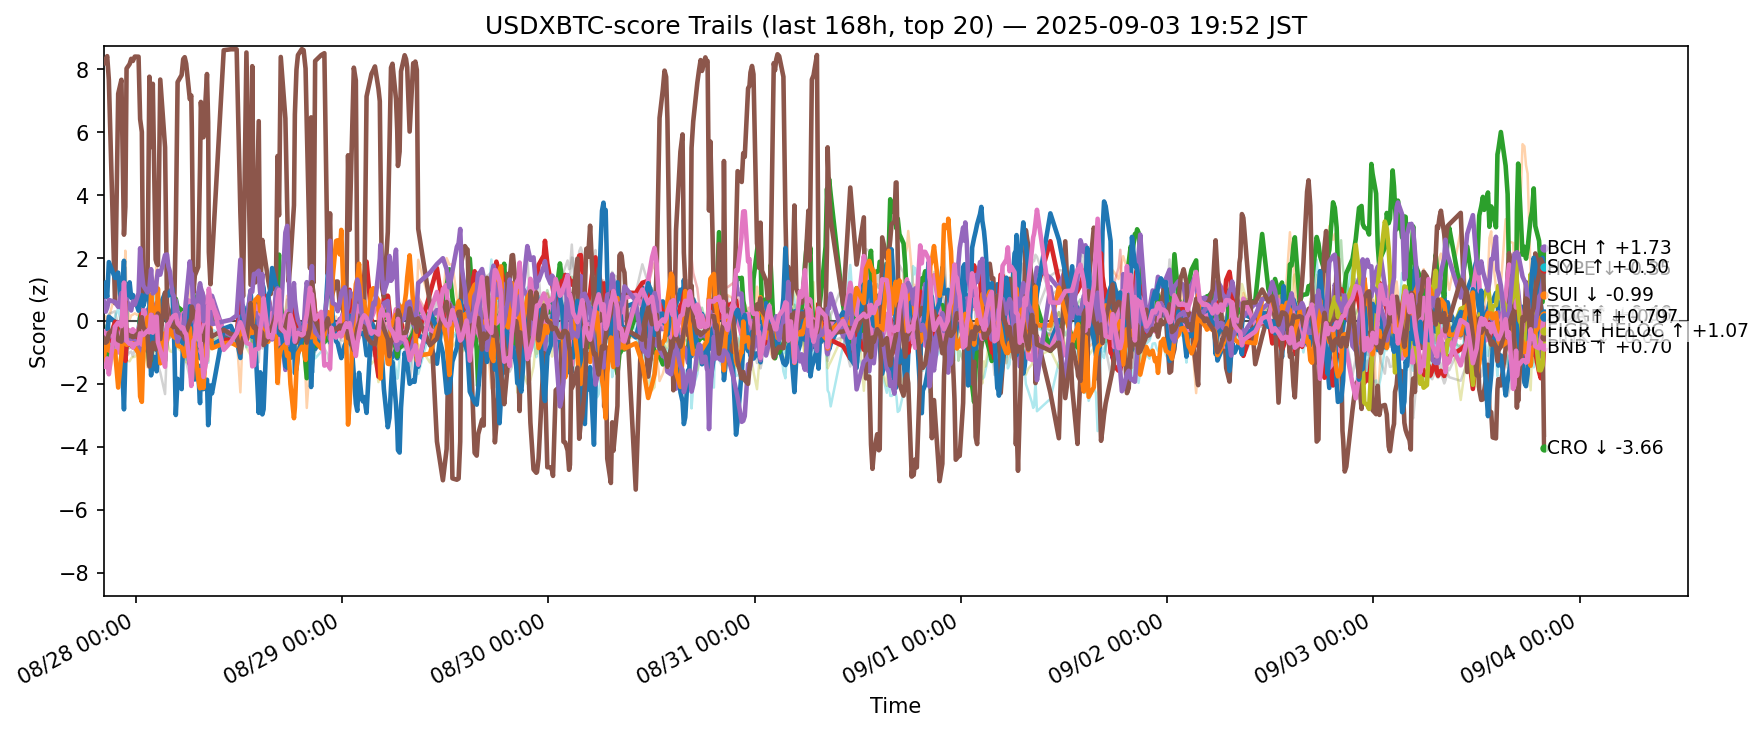 USDXBTC-score Trails (last 168h, top 20) — 2025-09-03 19:52 JST
8
6
4
2
0
−2
−4
−6
−8
Score (z)
BCH ↑ +1.73
SOL ↑ +0.50
SUI ↓ -0.99
BTC ↑ +0.797
FIGR_HELOC ↑ +1.07
BNB ↑ +0.70
CRO ↓ -3.66
08/28 00:00
08/29 00:00
08/30 00:00
08/31 00:00
09/01 00:00
09/02 00:00
09/03 00:00
09/04 00:00
Time